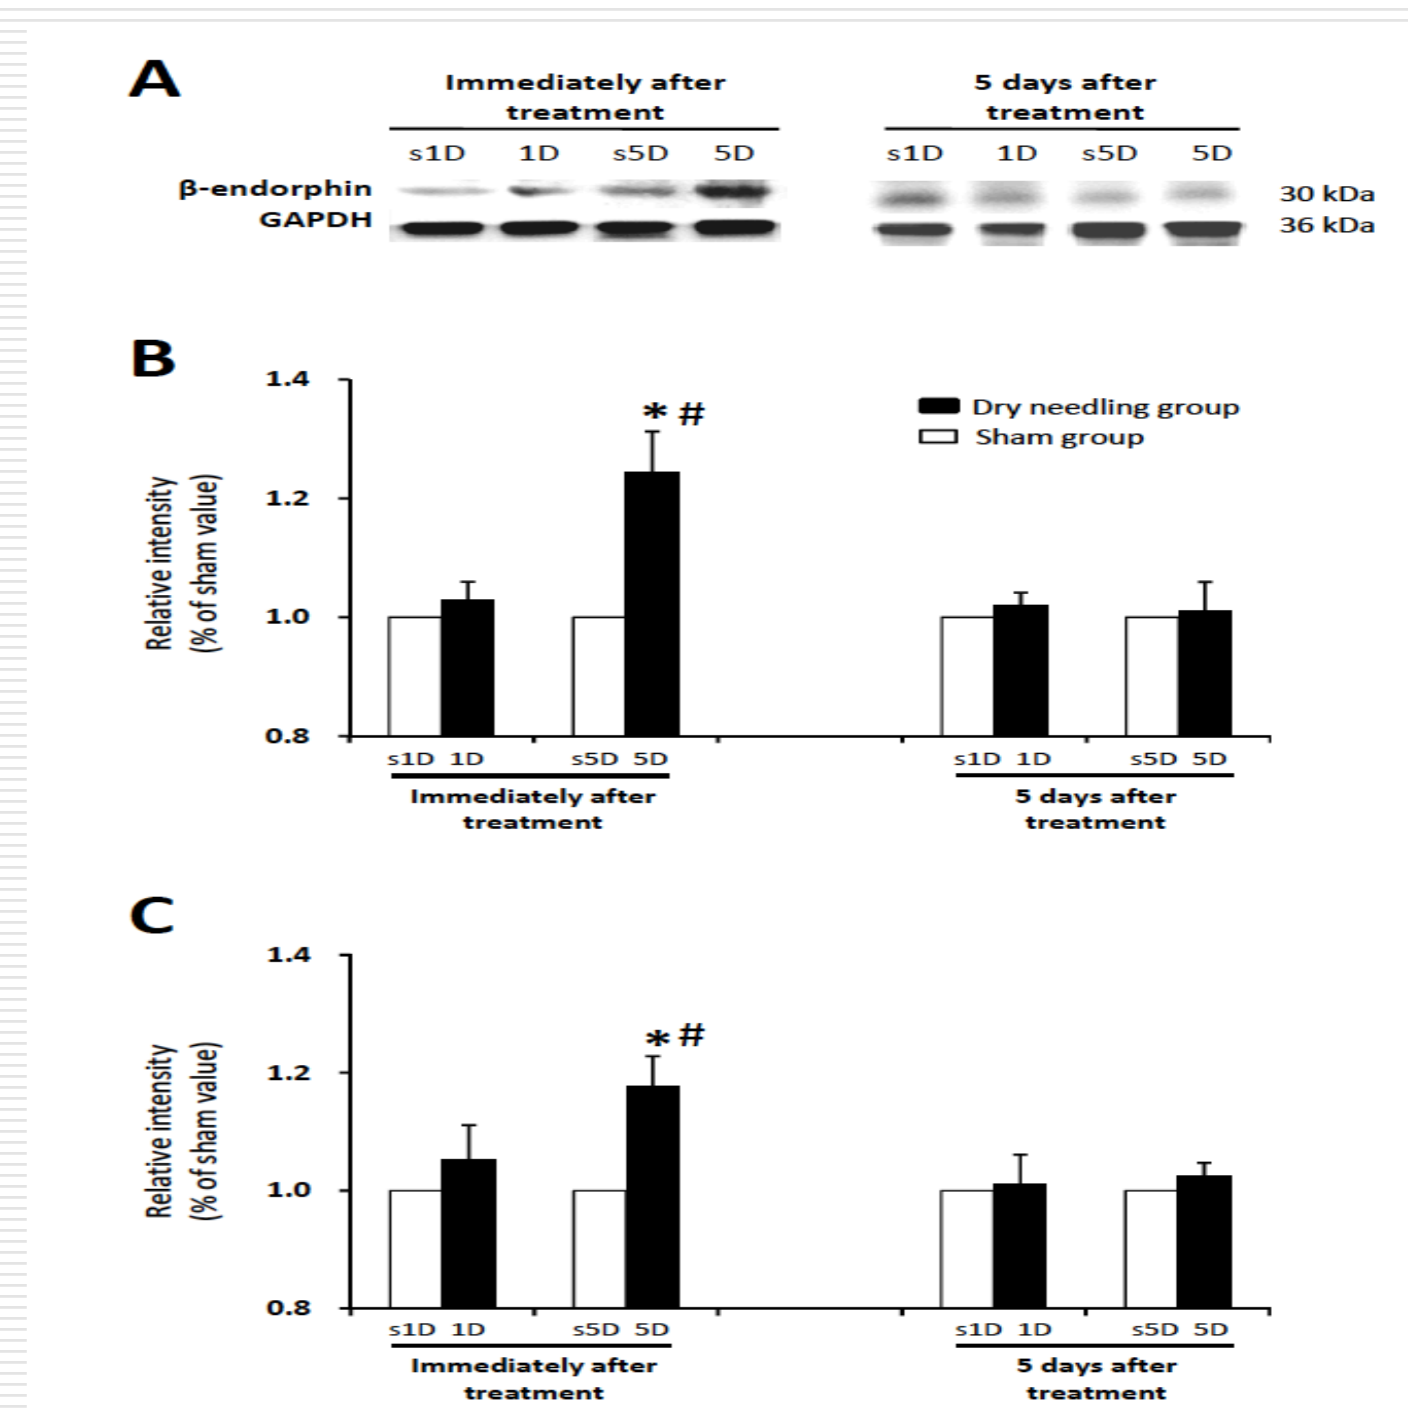 A
Immediately after
treatment
5 days after
treatment
s1D 1D s5D 5D
s1D 1D s5D 5D
β-endorphin
30 kDa
GAPDH
36 kDa
B
1.4
1.2
1.0
0.8
Relative intensity
(% of sham value)
* #
Dry needling group
Sham group
s1D 1D s5D 5D
s1D 1D s5D 5D
Immediately after
treatment
5 days after
treatment
C
1.4
1.2
1.0
0.8
Relative intensity
(% of sham value)
* #
s1D 1D s5D 5D
s1D 1D s5D 5D
Immediately after
treatment
5 days after
treatment